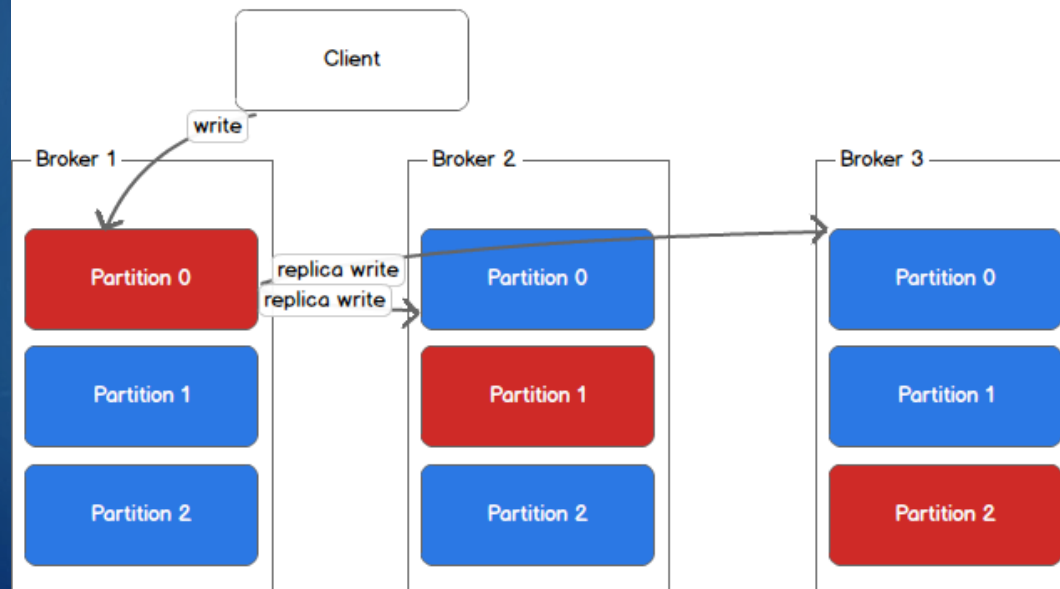 Client
write
Broker 1
Broker 2
Broker 3
Partition 0
replica write
replica write
Partition 0
Partition 0
Partition 1
Partition 1
Partition 1
Partition 2
Partition 2
Partition 2